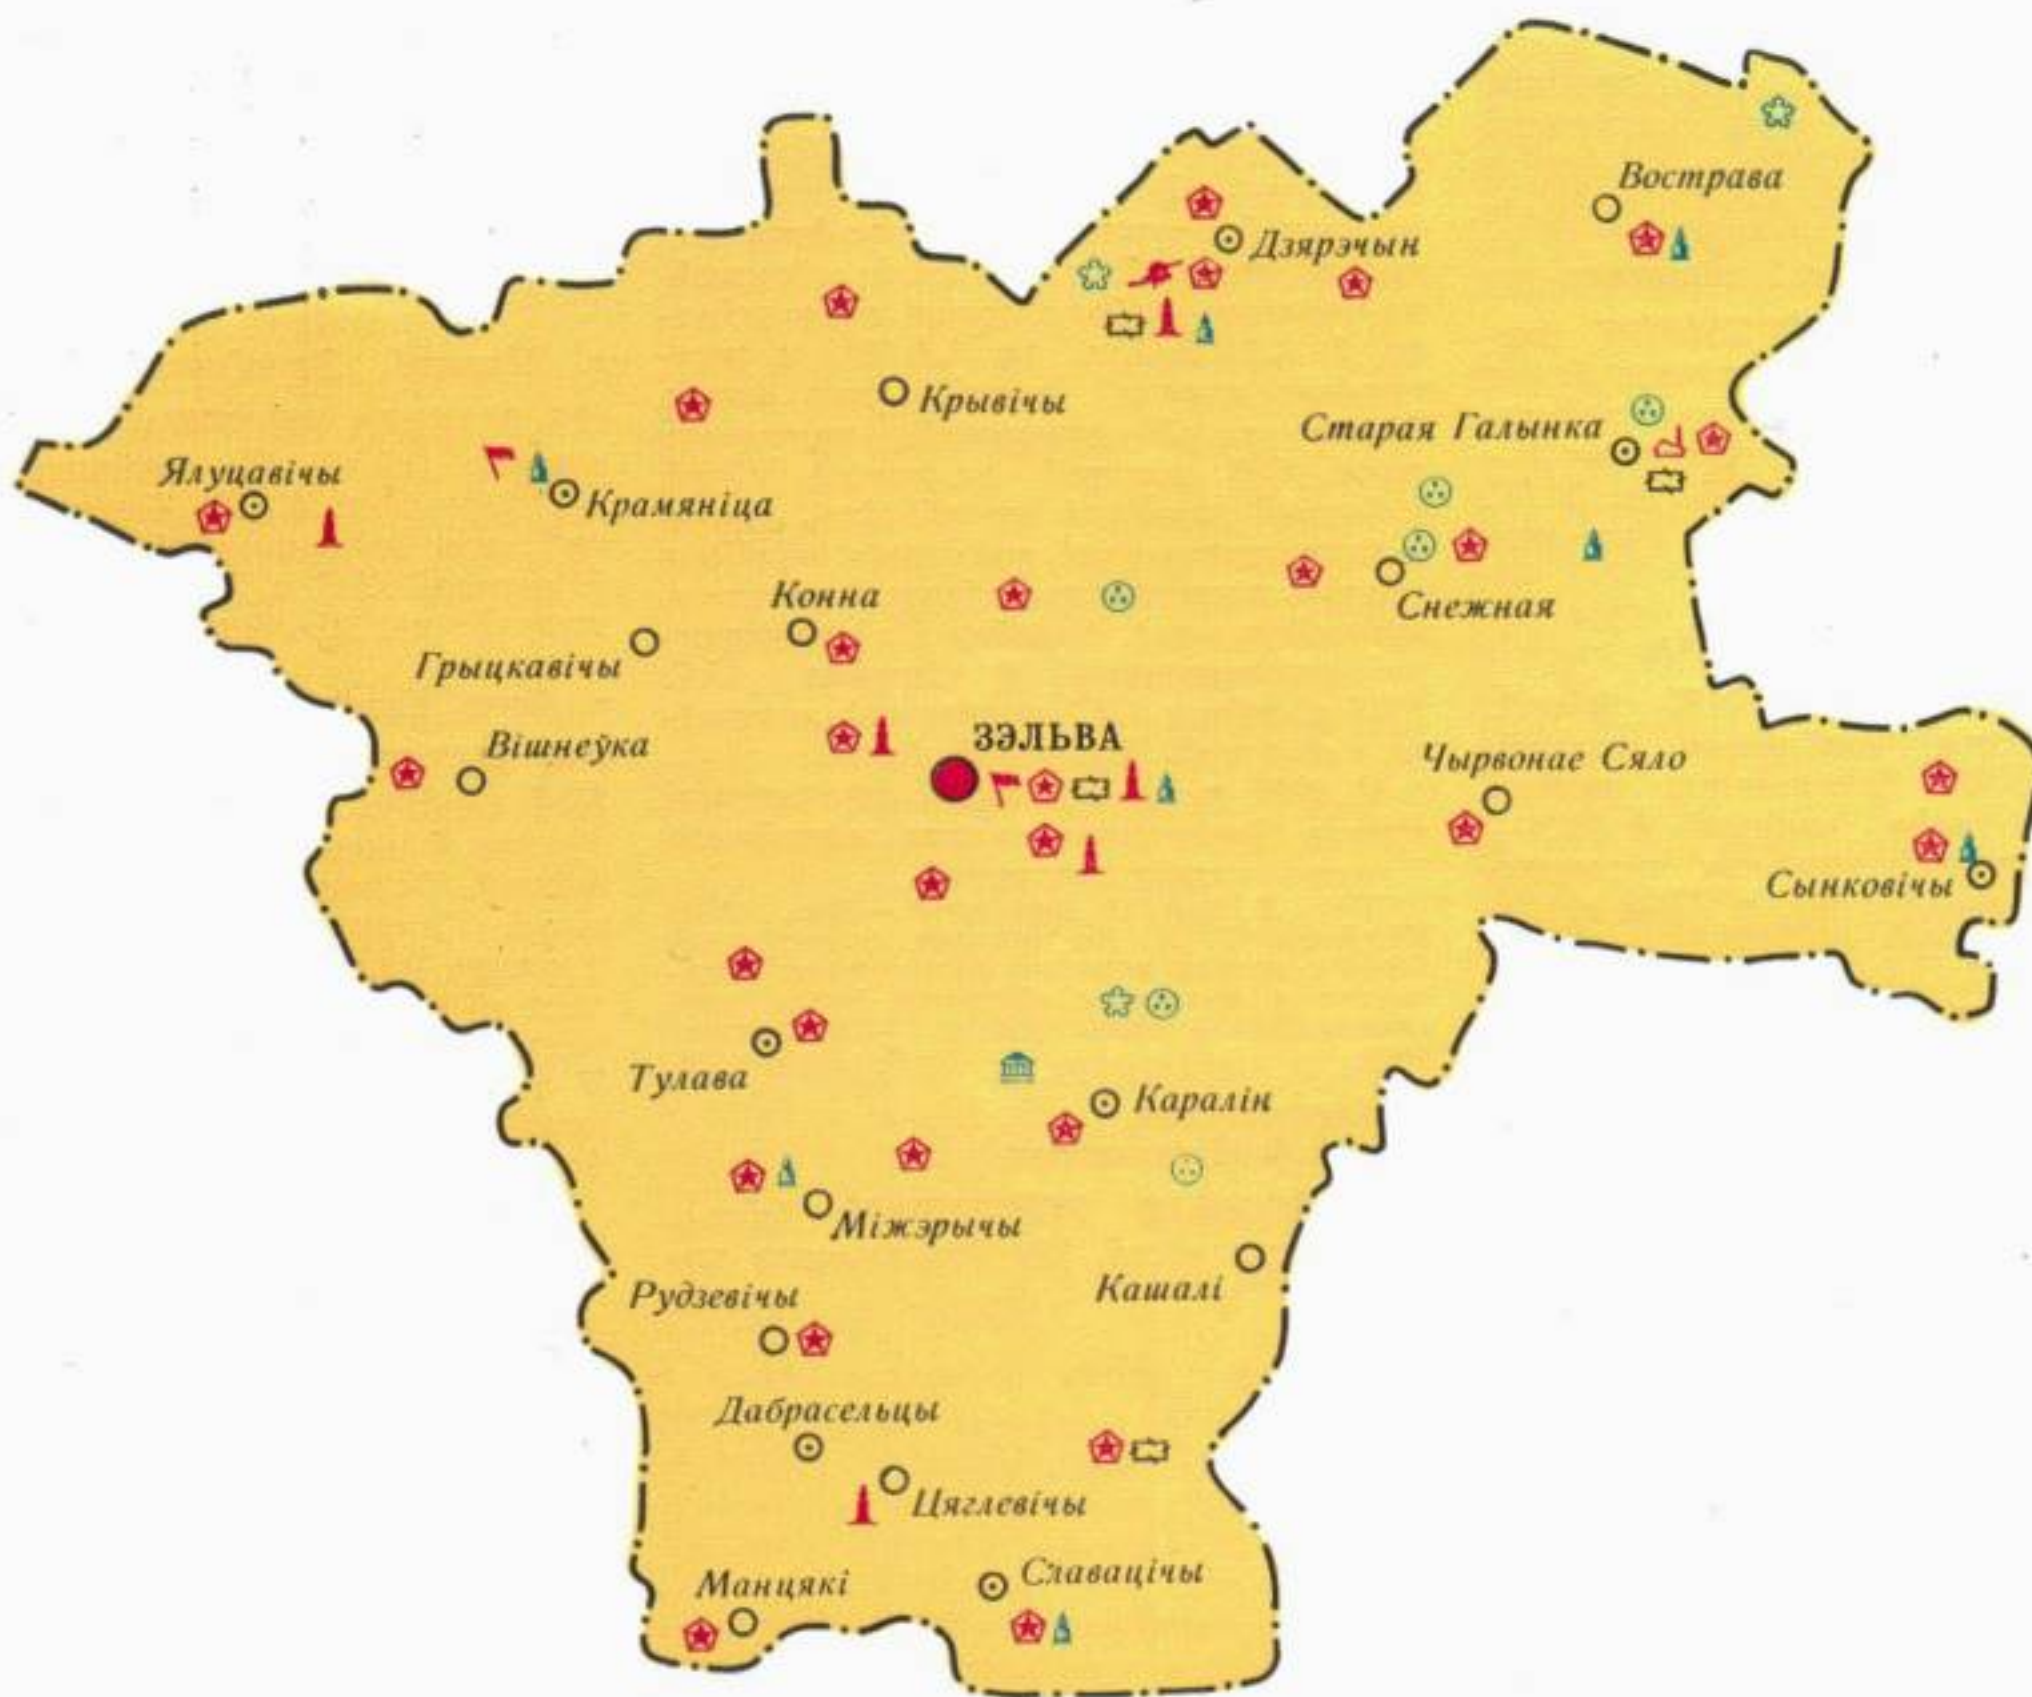 Вострава
Дзярэчын
Крывічы
Старая Галынка
Ялуцавічы
Крамяніца
Конна
Снежная
Грыцкавічы
Вішнеўка
ЗЭЛЬВА
Чырвонае Сяло
Сынковічы
Тулава
Каралін
Міжэрычы
Кашалі
Рудзевічы
Дабрасельцы
Цяглевічы
Славацічы
Манцякі